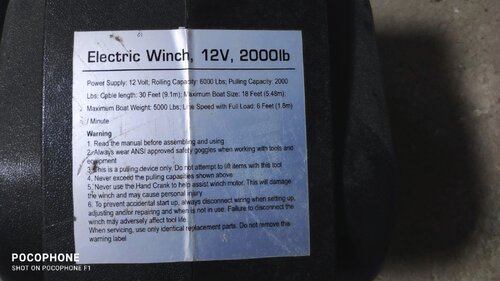 Electric Winch, 12V, 2000lb
Power Supply: 12 Volt; Rolling Capacity: 6000 Lbs; Pulling Capacity: 2000
Lbs; Cable length: 30 Feet (9.1m); Maximum Boat Size: 18 Feet (5.48m);
Maximum Boat Weight: 5000 Lbs; Line Speed with Full Load: 6 Feet (1.8m)
/ Minute
Warning
1. Read the manual before assembling and using
2. Always wear ANSI approved safety goggles when working with tools and
equipment
3. This is a pulling device only. Do not attempt to lift items with this tool
4. Never exceed the pulling capacities shown above
5. Never use the Hand Crank to help assist winch motor. This will damage
the winch and may cause personal injury
6. To prevent accidental start up, always disconnect wiring when setting up,
adjusting and/or repairing and when is not in use. Failure to disconnect the
winch may adversely affect tool life.
When servicing, use only identical replacement parts. Do not remove this
warning label
POCOPHONE
SHOT ON POCOPHONE F1